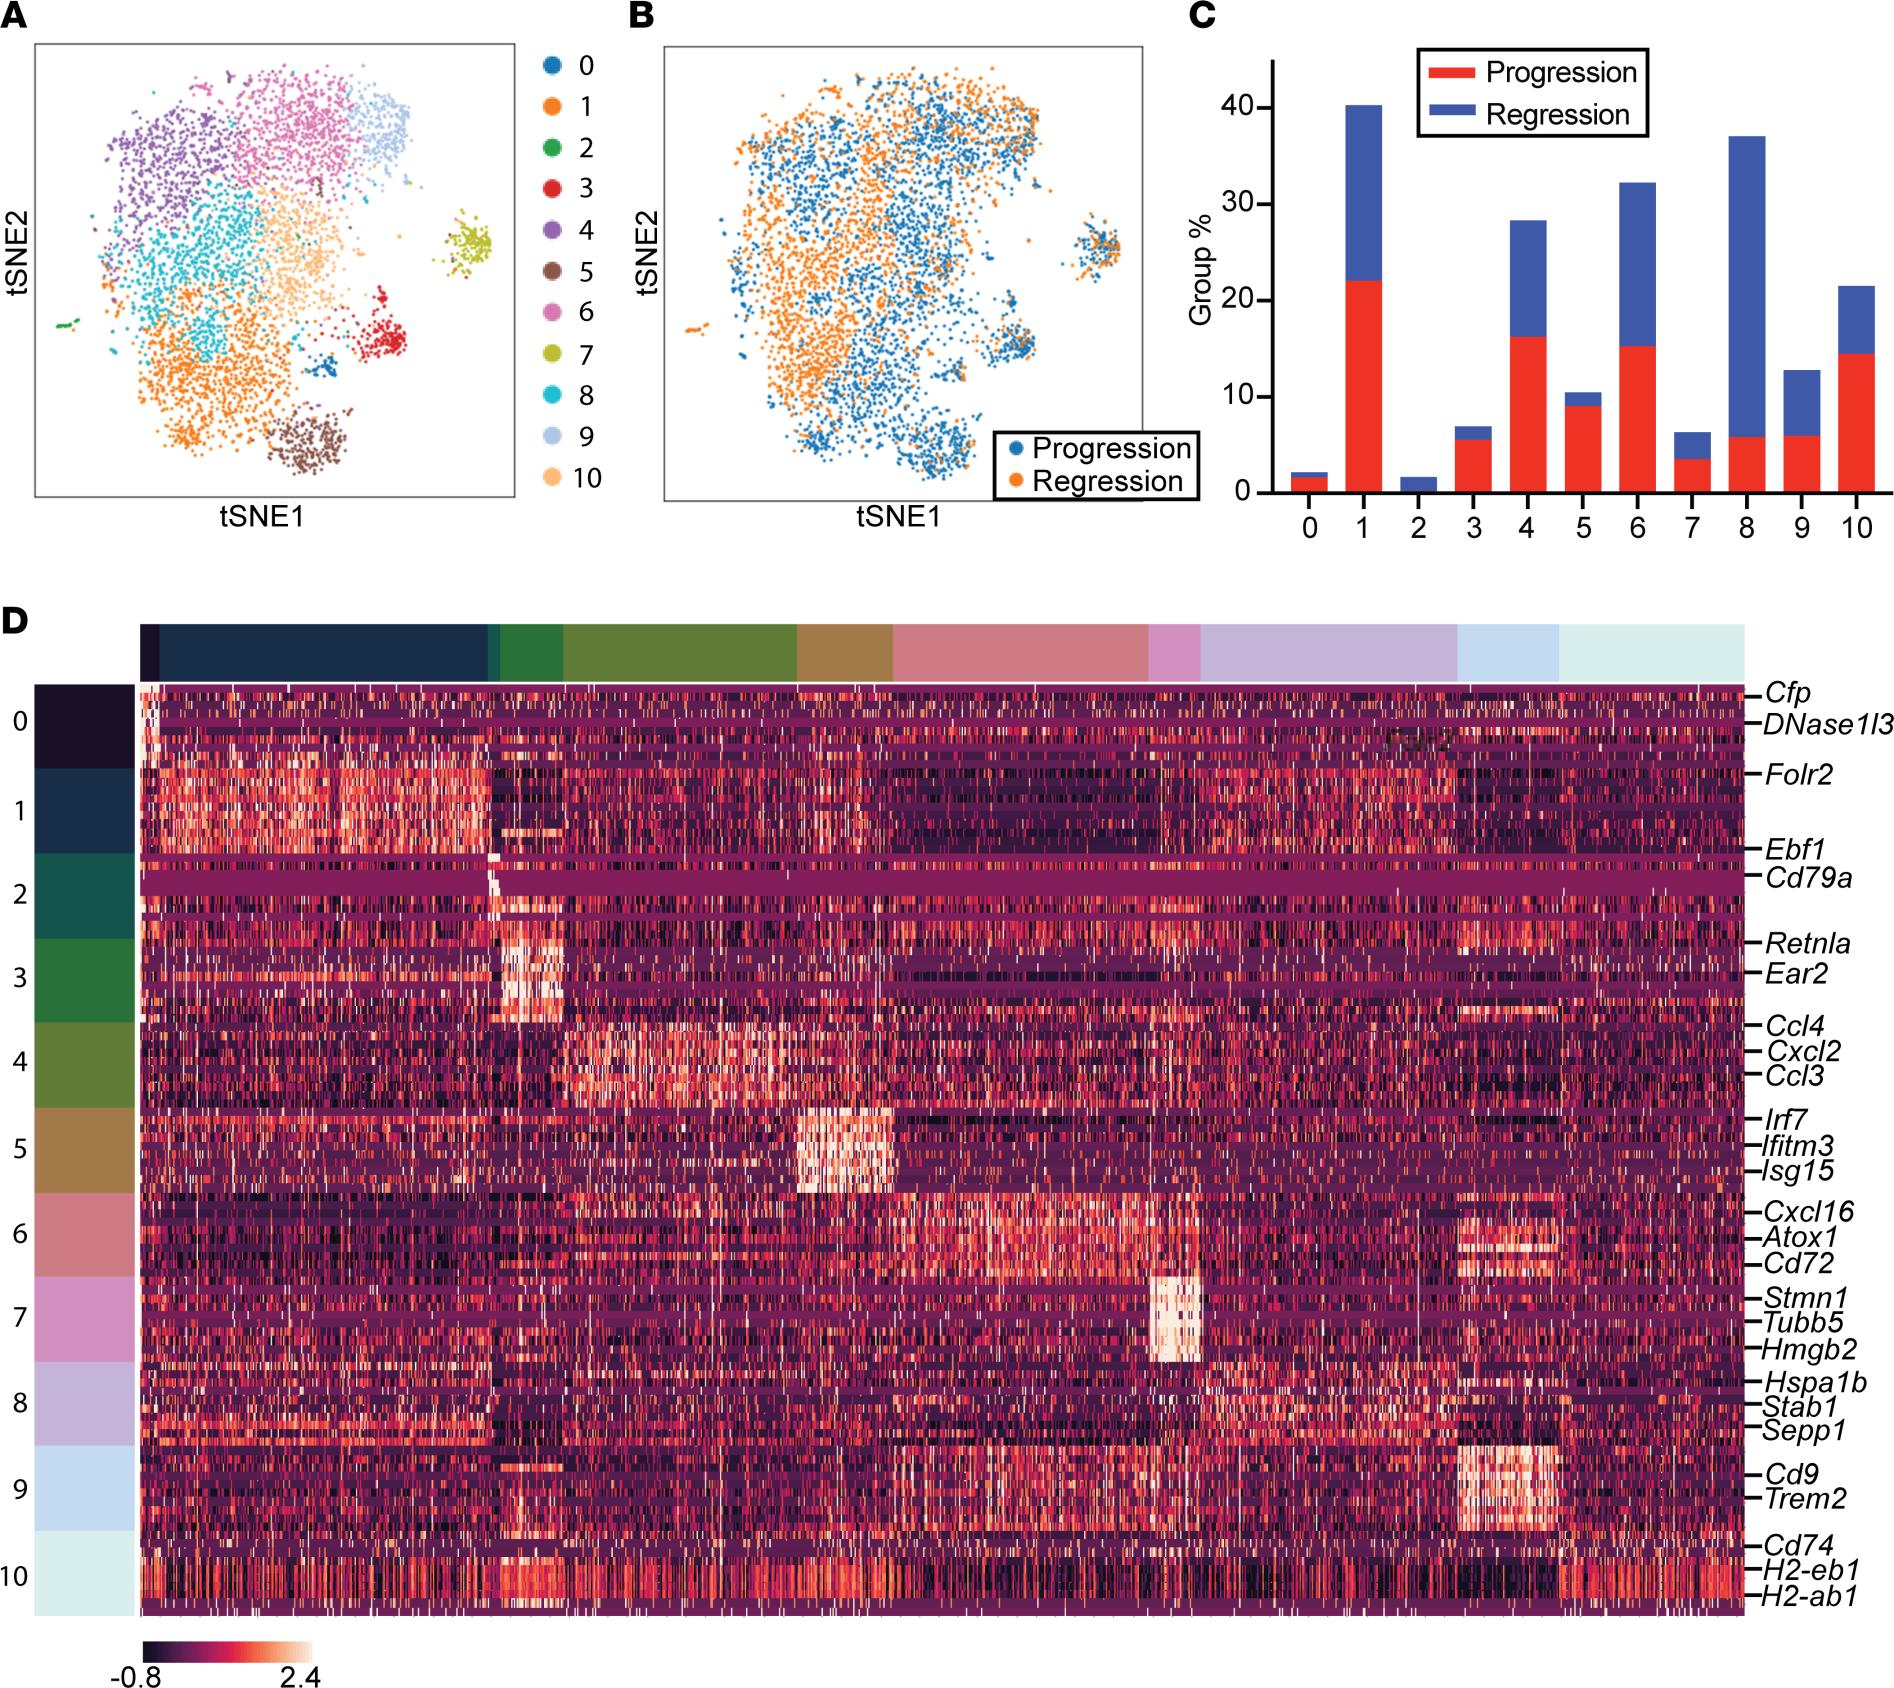 A
B
C
tSNE2
tSNE1
0
1
2
3
4
5
6
7
8
9
10
tSNE2
tSNE1
Progression
Regression
Progression
Regression
Group %
40
30
20
10
0
0 1 2 3 4 5 6 7 8 9 10
D
0
1
2
3
4
5
6
7
8
9
10
Folr2
Cfp
DNase1l3
Folr2
Ebf1
Cd79a
Retnla
Ear2
Ccl4
Cxcl2
Ccl3
Irf7
Ifitm3
Isg15
Cxcl16
Atox1
Cd72
Stmn1
Tubb5
Hmgb2
Hspa1b
Stab1
Sepp1
Cd9
Trem2
Cd74
H2-eb1
H2-ab1
-0.8 2.4